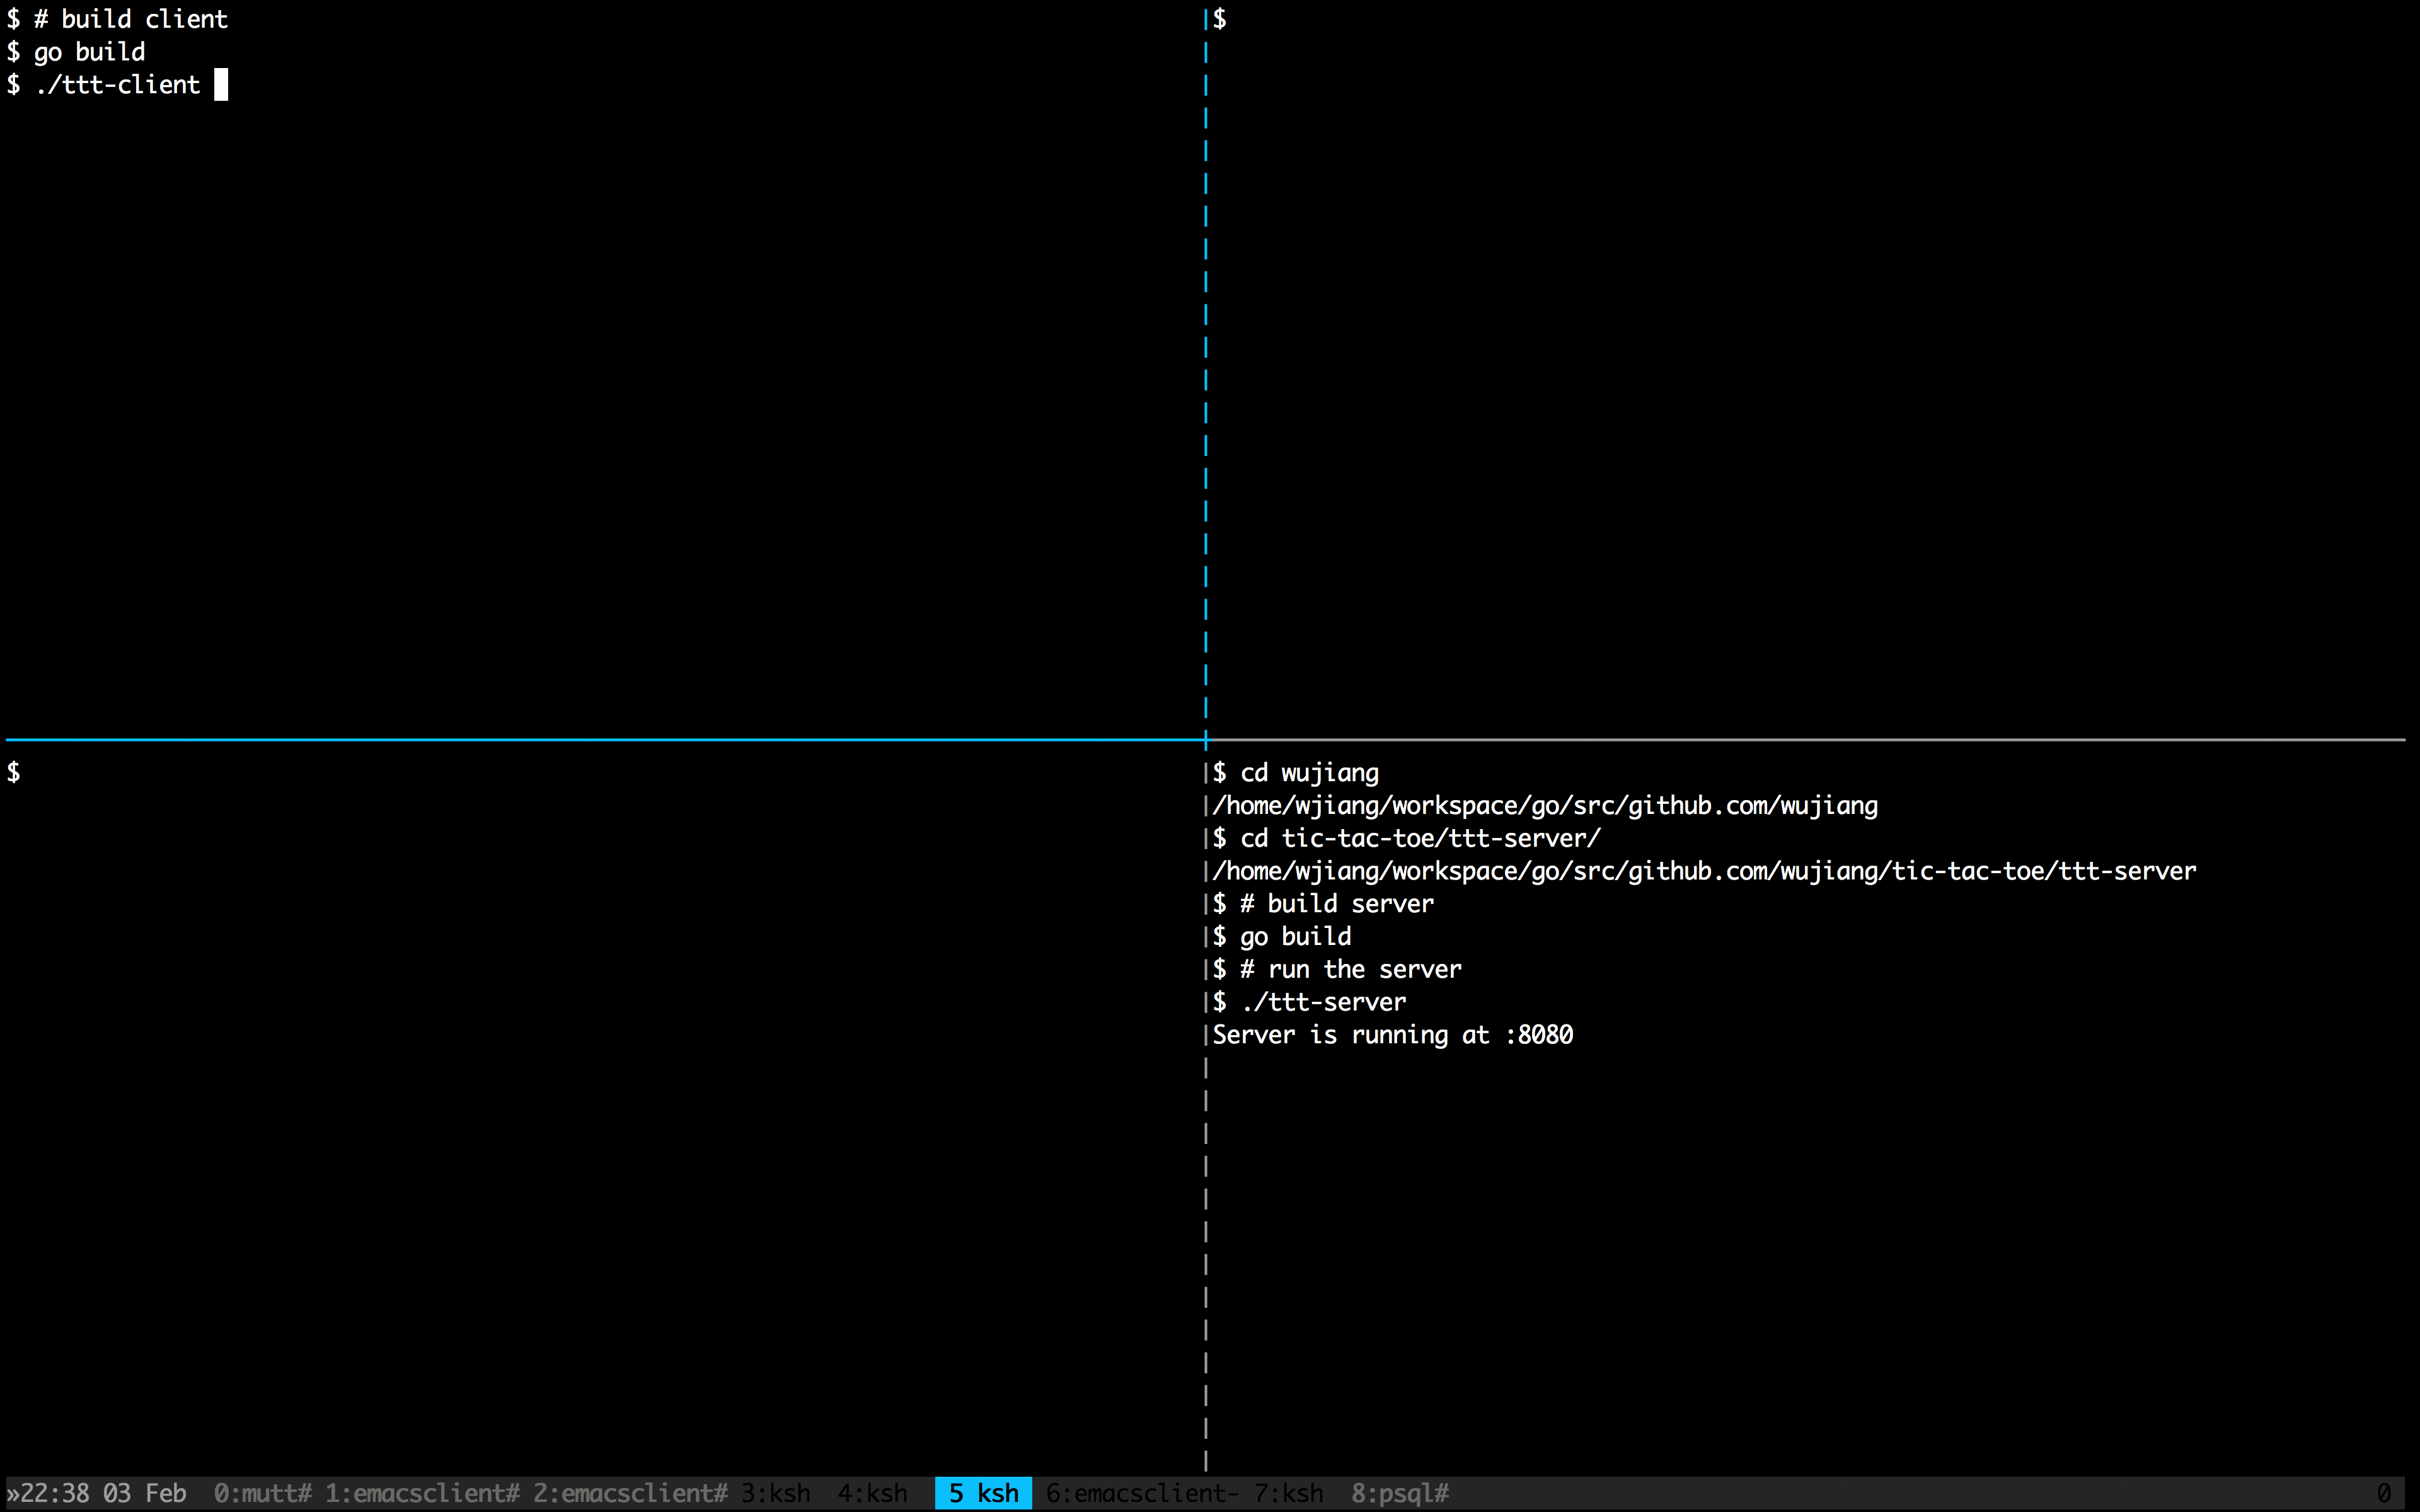 $ # build client
$ go build
$ ./ttt-client
$
$
$ cd wujiang
/home/wjiang/workspace/go/src/github.com/wujiang
$ cd tic-tac-toe/ttt-server/
/home/wjiang/workspace/go/src/github.com/wujiang/tic-tac-toe/ttt-server
$ # build server
$ go build
$ # run the server
$ ./ttt-server
Server is running at :8080
»22:38 03 Feb  0:mutt# 1:emacsclient# 2:emacsclient# 3:ksh  4:ksh  5 ksh  6:emacsclient- 7:ksh  8:psql# 0